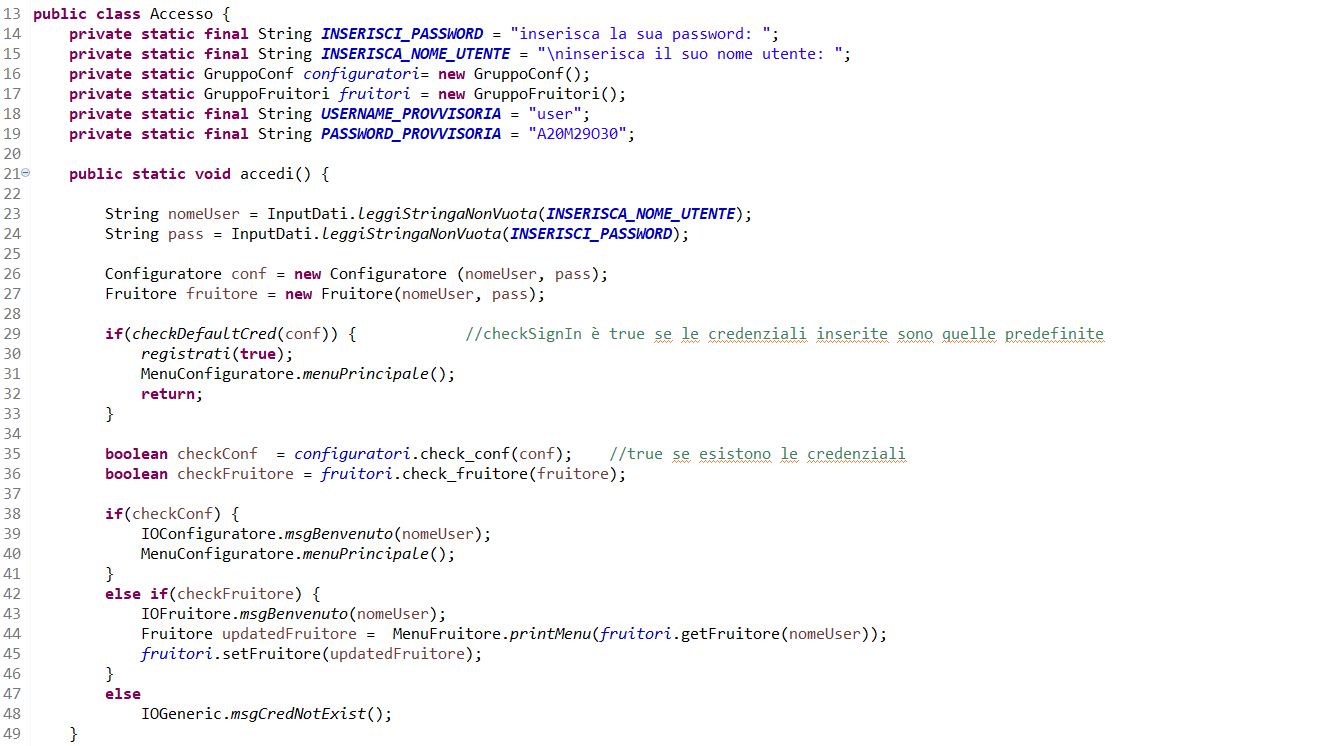 13 public class Accesso {
14     private static final String INSERISCI_PASSWORD = "inserisca la sua password: ";
15     private static final String INSERISCA_NOME_UTENTE = "\ninserisca il suo nome utente: ";
16     private static GruppoConf configuratori= new GruppoConf();
17     private static GruppoFruitori fruitori = new GruppoFruitori();
18     private static final String USERNAME_PROVVISORIA = "user";
19     private static final String PASSWORD_PROVVISORIA = "A20M29O30";
20
21     public static void accedi() {
22
23         String nomeUser = InputDati.leggiStringaNonVuota(INSERISCA_NOME_UTENTE);
24         String pass = InputDati.leggiStringaNonVuota(INSERISCI_PASSWORD);
25
26         Configuratore conf = new Configuratore (nomeUser, pass);
27         Fruitore fruitore = new Fruitore(nomeUser, pass);
28
29         if(checkDefaultCred(conf)) {            //checkSignIn è true se le credenziali inserite sono quelle predefinite
30             registrati(true);
31             MenuConfiguratore.menuPrincipale();
32             return;
33         }
34
35         boolean checkConf  = configuratori.check_conf(conf);    //true se esistono le credenziali
36         boolean checkFruitore = fruitori.check_fruitore(fruitore);
37
38         if(checkConf) {
39             IOConfiguratore.msgBenvenuto(nomeUser);
40             MenuConfiguratore.menuPrincipale();
41         }
42         else if(checkFruitore) {
43             IOFruitore.msgBenvenuto(nomeUser);
44             Fruitore updatedFruitore =  MenuFruitore.printMenu(fruitori.getFruitore(nomeUser));
45             fruitori.setFruitore(updatedFruitore);
46         }
47         else
48             IOGeneric.msgCredNotExist();
49     }